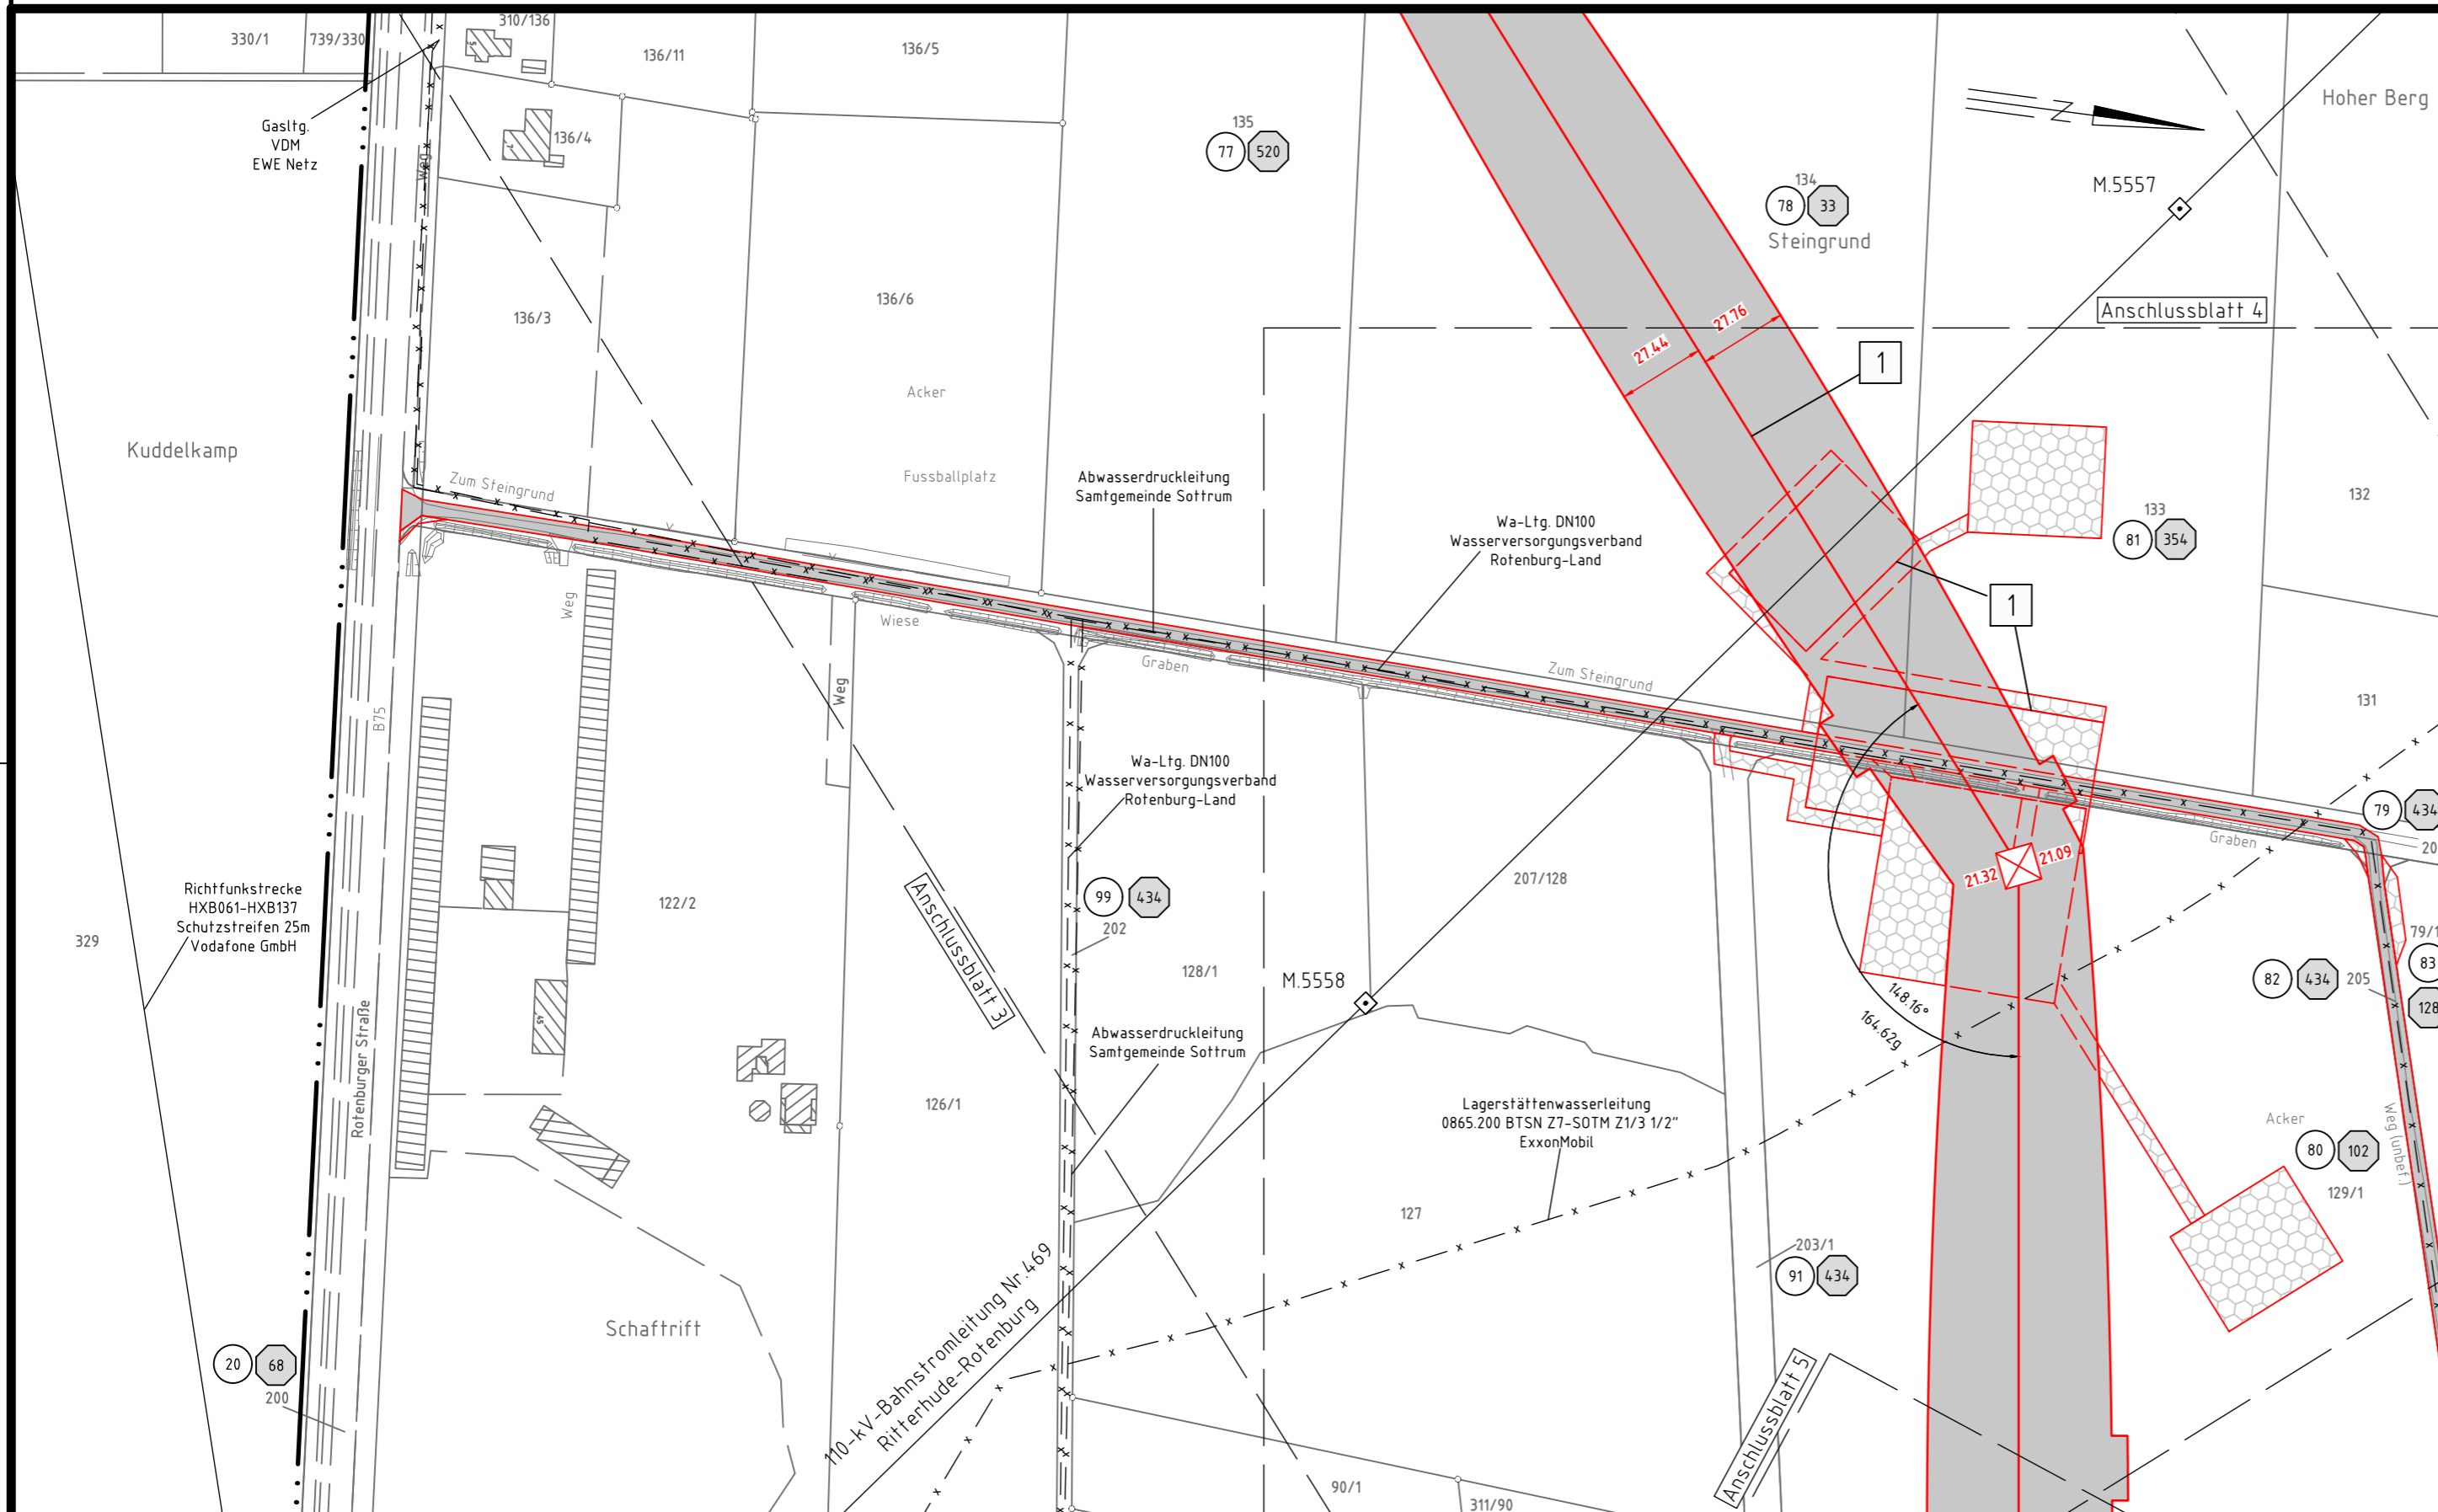 330/1
739/330
310/136
136/11
136/5
Hoher Berg
Gasltg.
VDM
EWE Netz
Weg
136/4
135
77
520
134
78
33
Steingrund
M.5557
Anschlussblatt 4
136/3
136/6
27.44
27.76
1
Acker
Kuddelkamp
Zum Steingrund
Fussballplatz
Abwasserdruckleitung
Samtgemeinde Sottrum
Wa-Ltg. DN100
Wasserversorgungsverband
Rotenburg-Land
132
133
81
354
1
Weg
Wiese
Graben
Zum Steingrund
Weg
B75
131
Wa-Ltg. DN100
Wasserversorgungsverband
Rotenburg-Land
79
434
Graben
20
21.32
21.09
Richtfunkstrecke
HXB061-HXB137
Schutzstreifen 25m
Vodafone GmbH
329
122/2
Anschlussblatt 3
99
434
202
207/128
128/1
M.5558
148.16°
164.62g
79/1
83
82
434
205
128
45
Rotenburger Straße
Abwasserdruckleitung
Samtgemeinde Sottrum
126/1
Lagerstättenwasserleitung
0865.200 BTSN Z7-SOTM Z1/3 1/2"
ExxonMobil
Acker
80
102
129/1
Weg (unbef.)
127
203/1
91
434
110-kV-Bahnstromleitung Nr.469
Ritterhude-Rotenburg
Schaftrift
20
68
200
Anschlussblatt 5
90/1
311/90